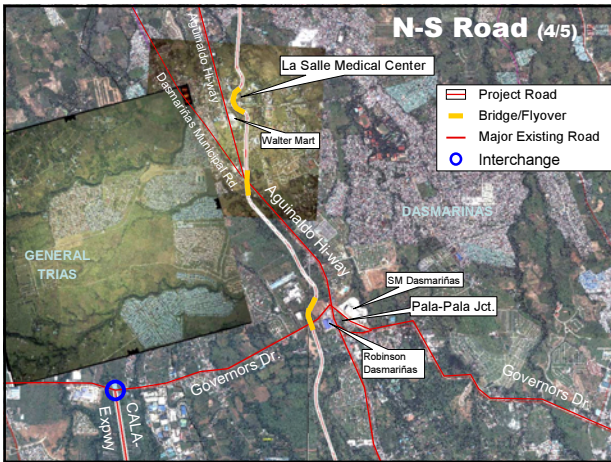 N-S Road (4/5)
La Salle Medical Center
Project Road
Bridge/Flyover
Major Existing Road
Interchange
Aguinaldo Hi-way
Dasmariñas Municipal Rd.
Walter Mart
Aguinaldo Hi-way
DASMARINAS
GENERAL
TRIAS
SM Dasmariñas
Pala-Pala Jct.
Robinson
Dasmariñas
Governors Dr.
Governors Dr.
CALA-
Expwy